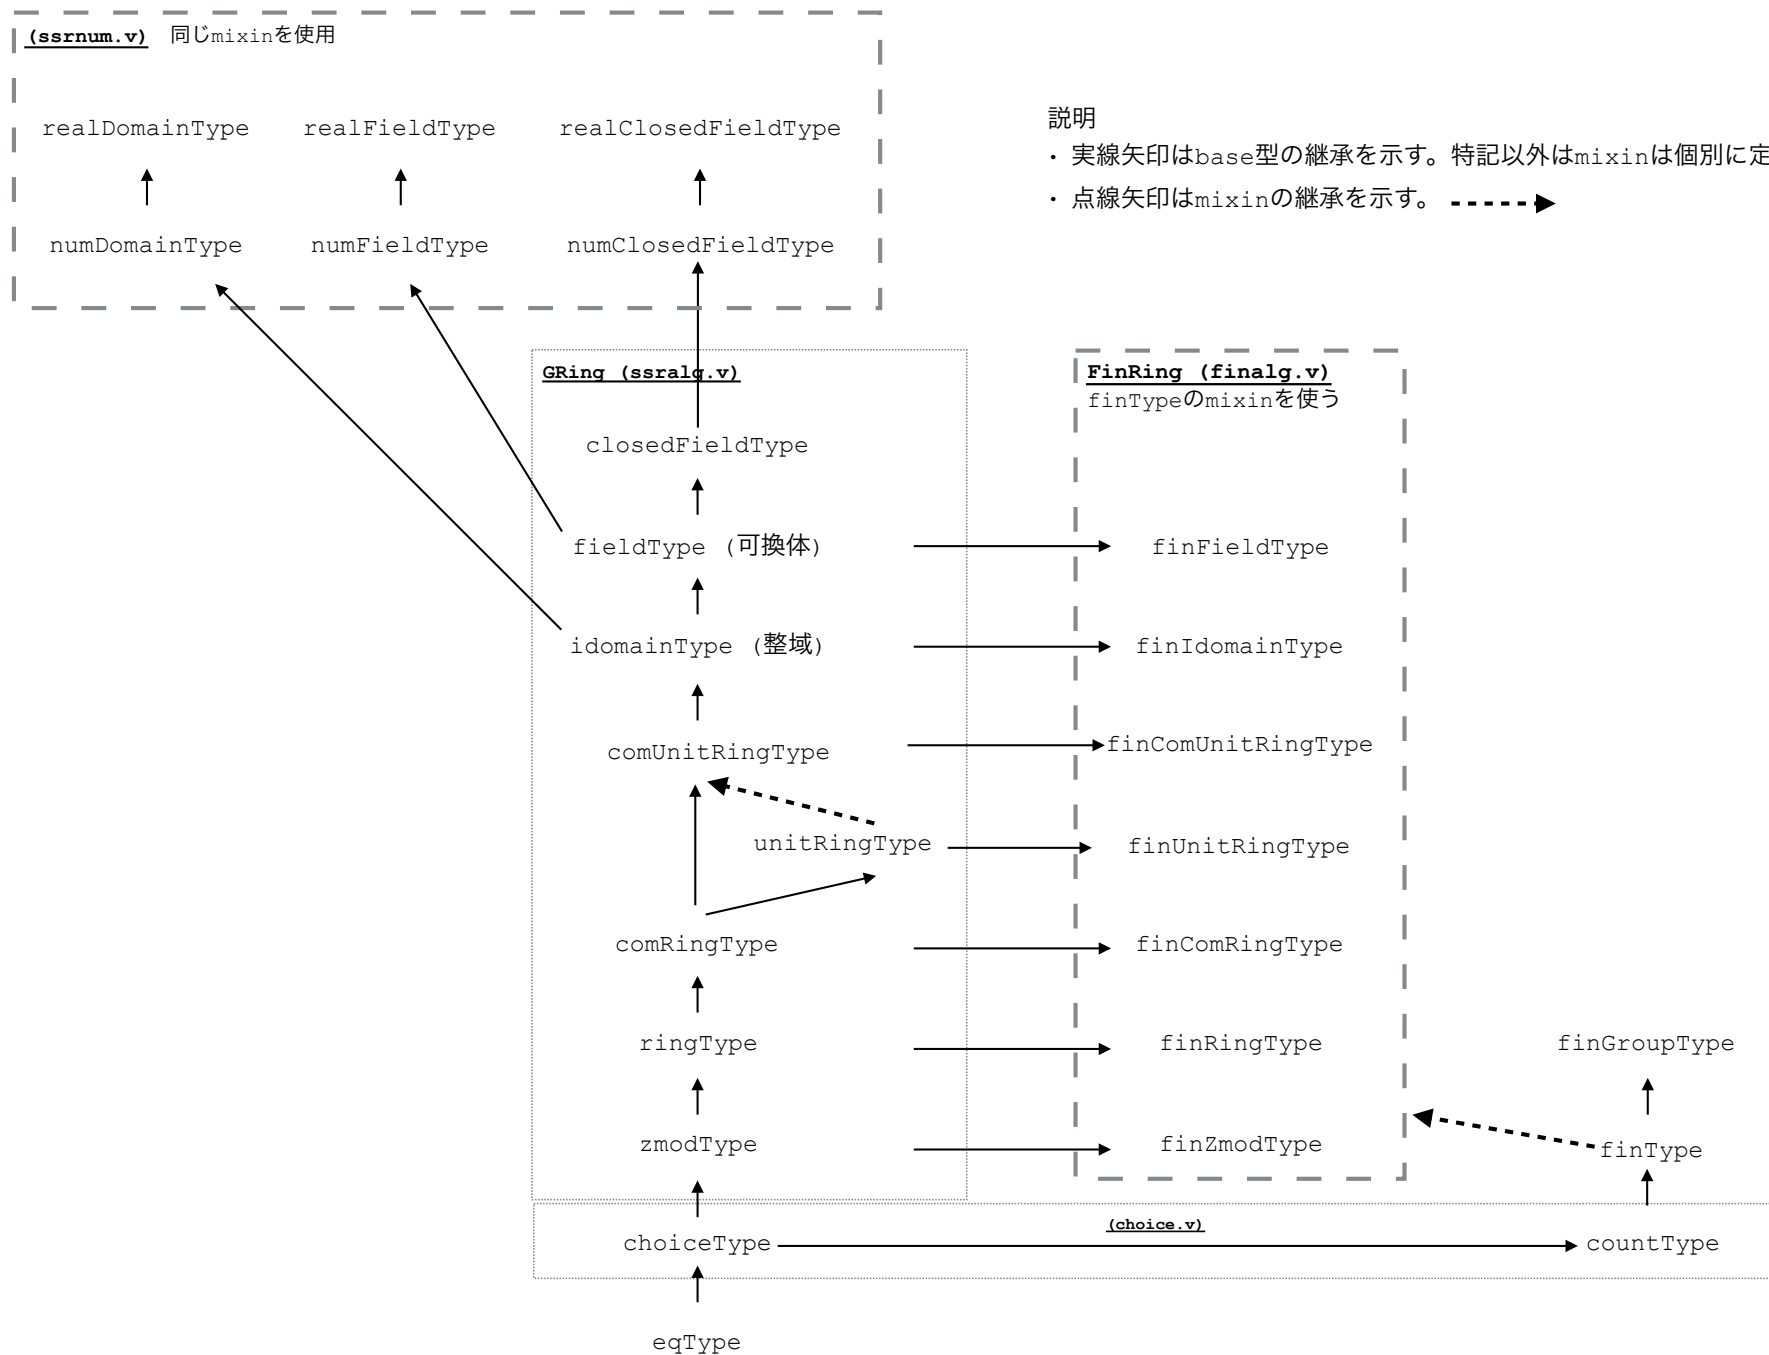 (ssrnum.v) 同じmixinを使用
realDomainType realFieldType realClosedFieldType
numDomainType numFieldType numClosedFieldType
説明
・実線矢印はbase型の継承を示す。特記以外はmixinは個別に定
・点線矢印はmixinの継承を示す。
GRing (ssralg.v)
FinRing (finalg.v)
finTypeのmixinを使う
closedFieldType
fieldType (可換体) finFieldType
idomainType (整域) finIdomainType
comUnitRingType finComUnitRingType
unitRingType finUnitRingType
comRingType finComRingType
ringType finRingType finGroupType
zmodType finZmodType finType
(choice.v)
choiceType countType
eqType